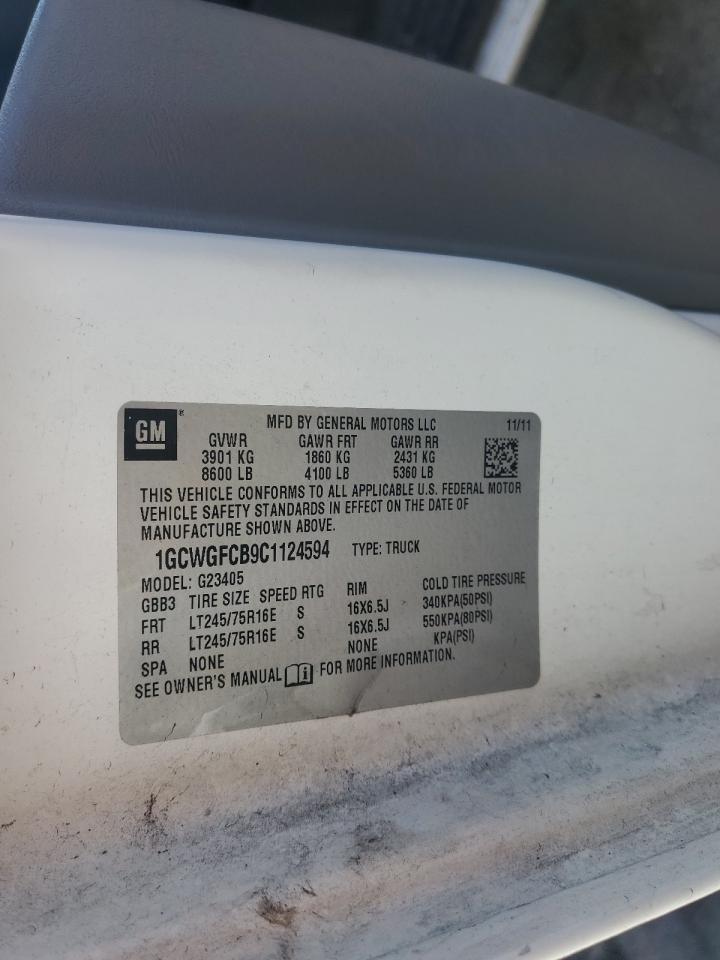 GM®
MFD BY GENERAL MOTORS LLC 11/11
GVWR GAWR FRT GAWR RR
3901 KG 1860 KG 2431 KG
8600 LB 4100 LB 5360 LB
THIS VEHICLE CONFORMS TO ALL APPLICABLE U.S. FEDERAL MOTOR
VEHICLE SAFETY STANDARDS IN EFFECT ON THE DATE OF
MANUFACTURE SHOWN ABOVE.
1GCWGFCB9C1124594 TYPE: TRUCK
MODEL: G23405
GBB3 TIRE SIZE SPEED RTG RIM COLD TIRE PRESSURE
FRT LT245/75R16E S 16X6.5J 340KPA(50PSI)
RR LT245/75R16E S 16X6.5J 550KPA(80PSI)
SPA NONE NONE KPA(PSI)
SEE OWNER'S MANUAL FOR MORE INFORMATION.